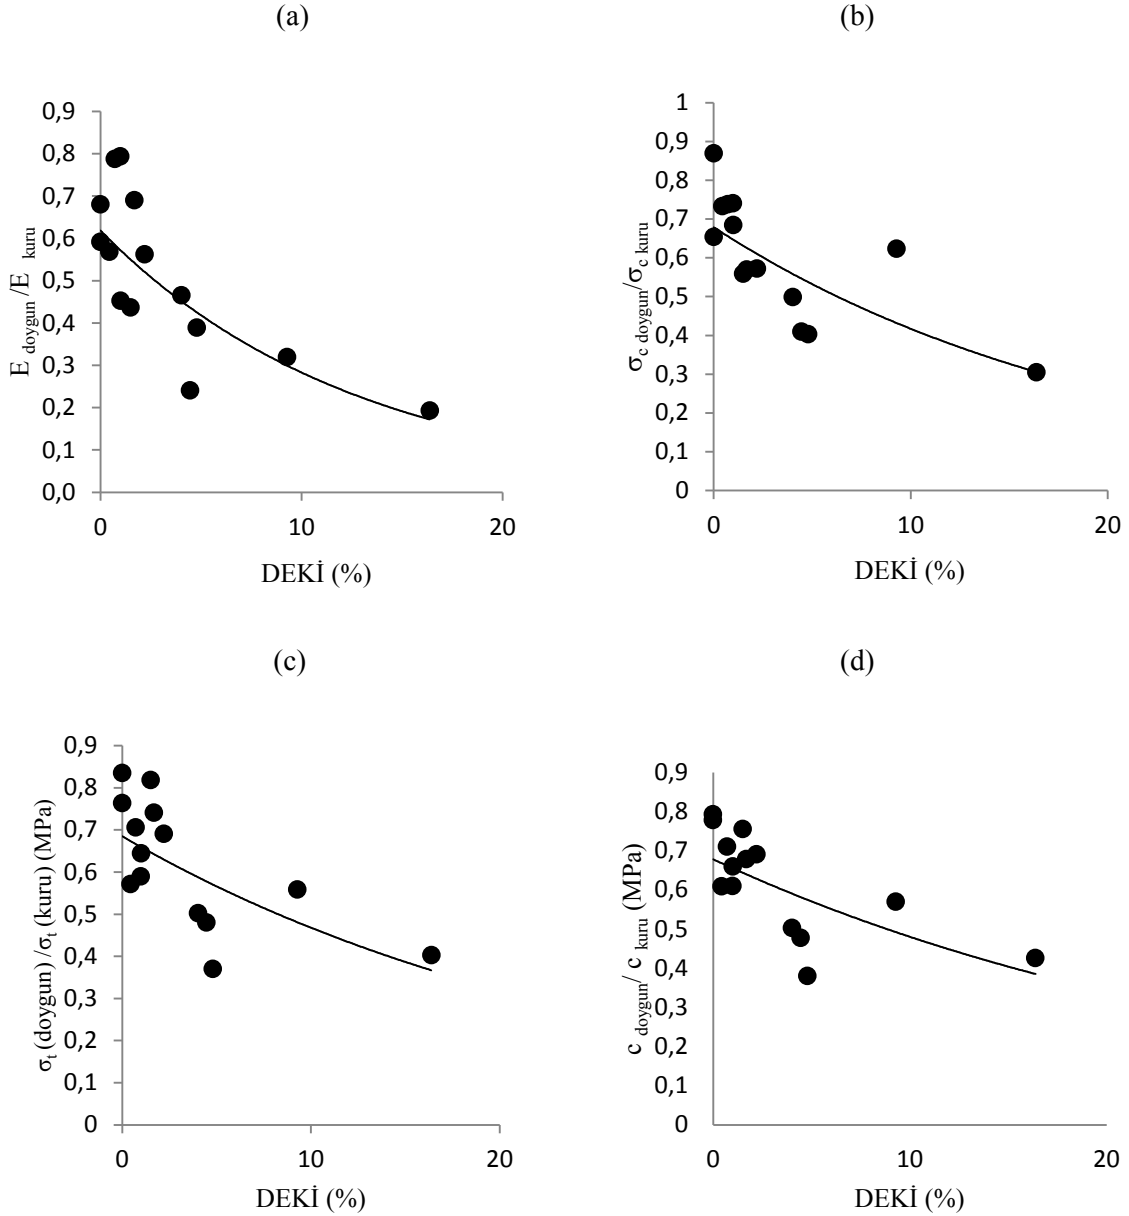 (a)
E doygun /E kuru
0,9
0,8
0,7
0,6
0,5
0,4
0,3
0,2
0,1
0,0
0 10 20
DEKİ (%)
(b)
σc doygun/σc kuru
1
0,9
0,8
0,7
0,6
0,5
0,4
0,3
0,2
0,1
0
0 10 20
DEKİ (%)
(c)
σt (doygun) /σt (kuru) (MPa)
0,9
0,8
0,7
0,6
0,5
0,4
0,3
0,2
0,1
0
0 10 20
DEKİ (%)
(d)
c doygun/ c kuru (MPa)
0,9
0,8
0,7
0,6
0,5
0,4
0,3
0,2
0,1
0
0 10 20
DEKİ (%)